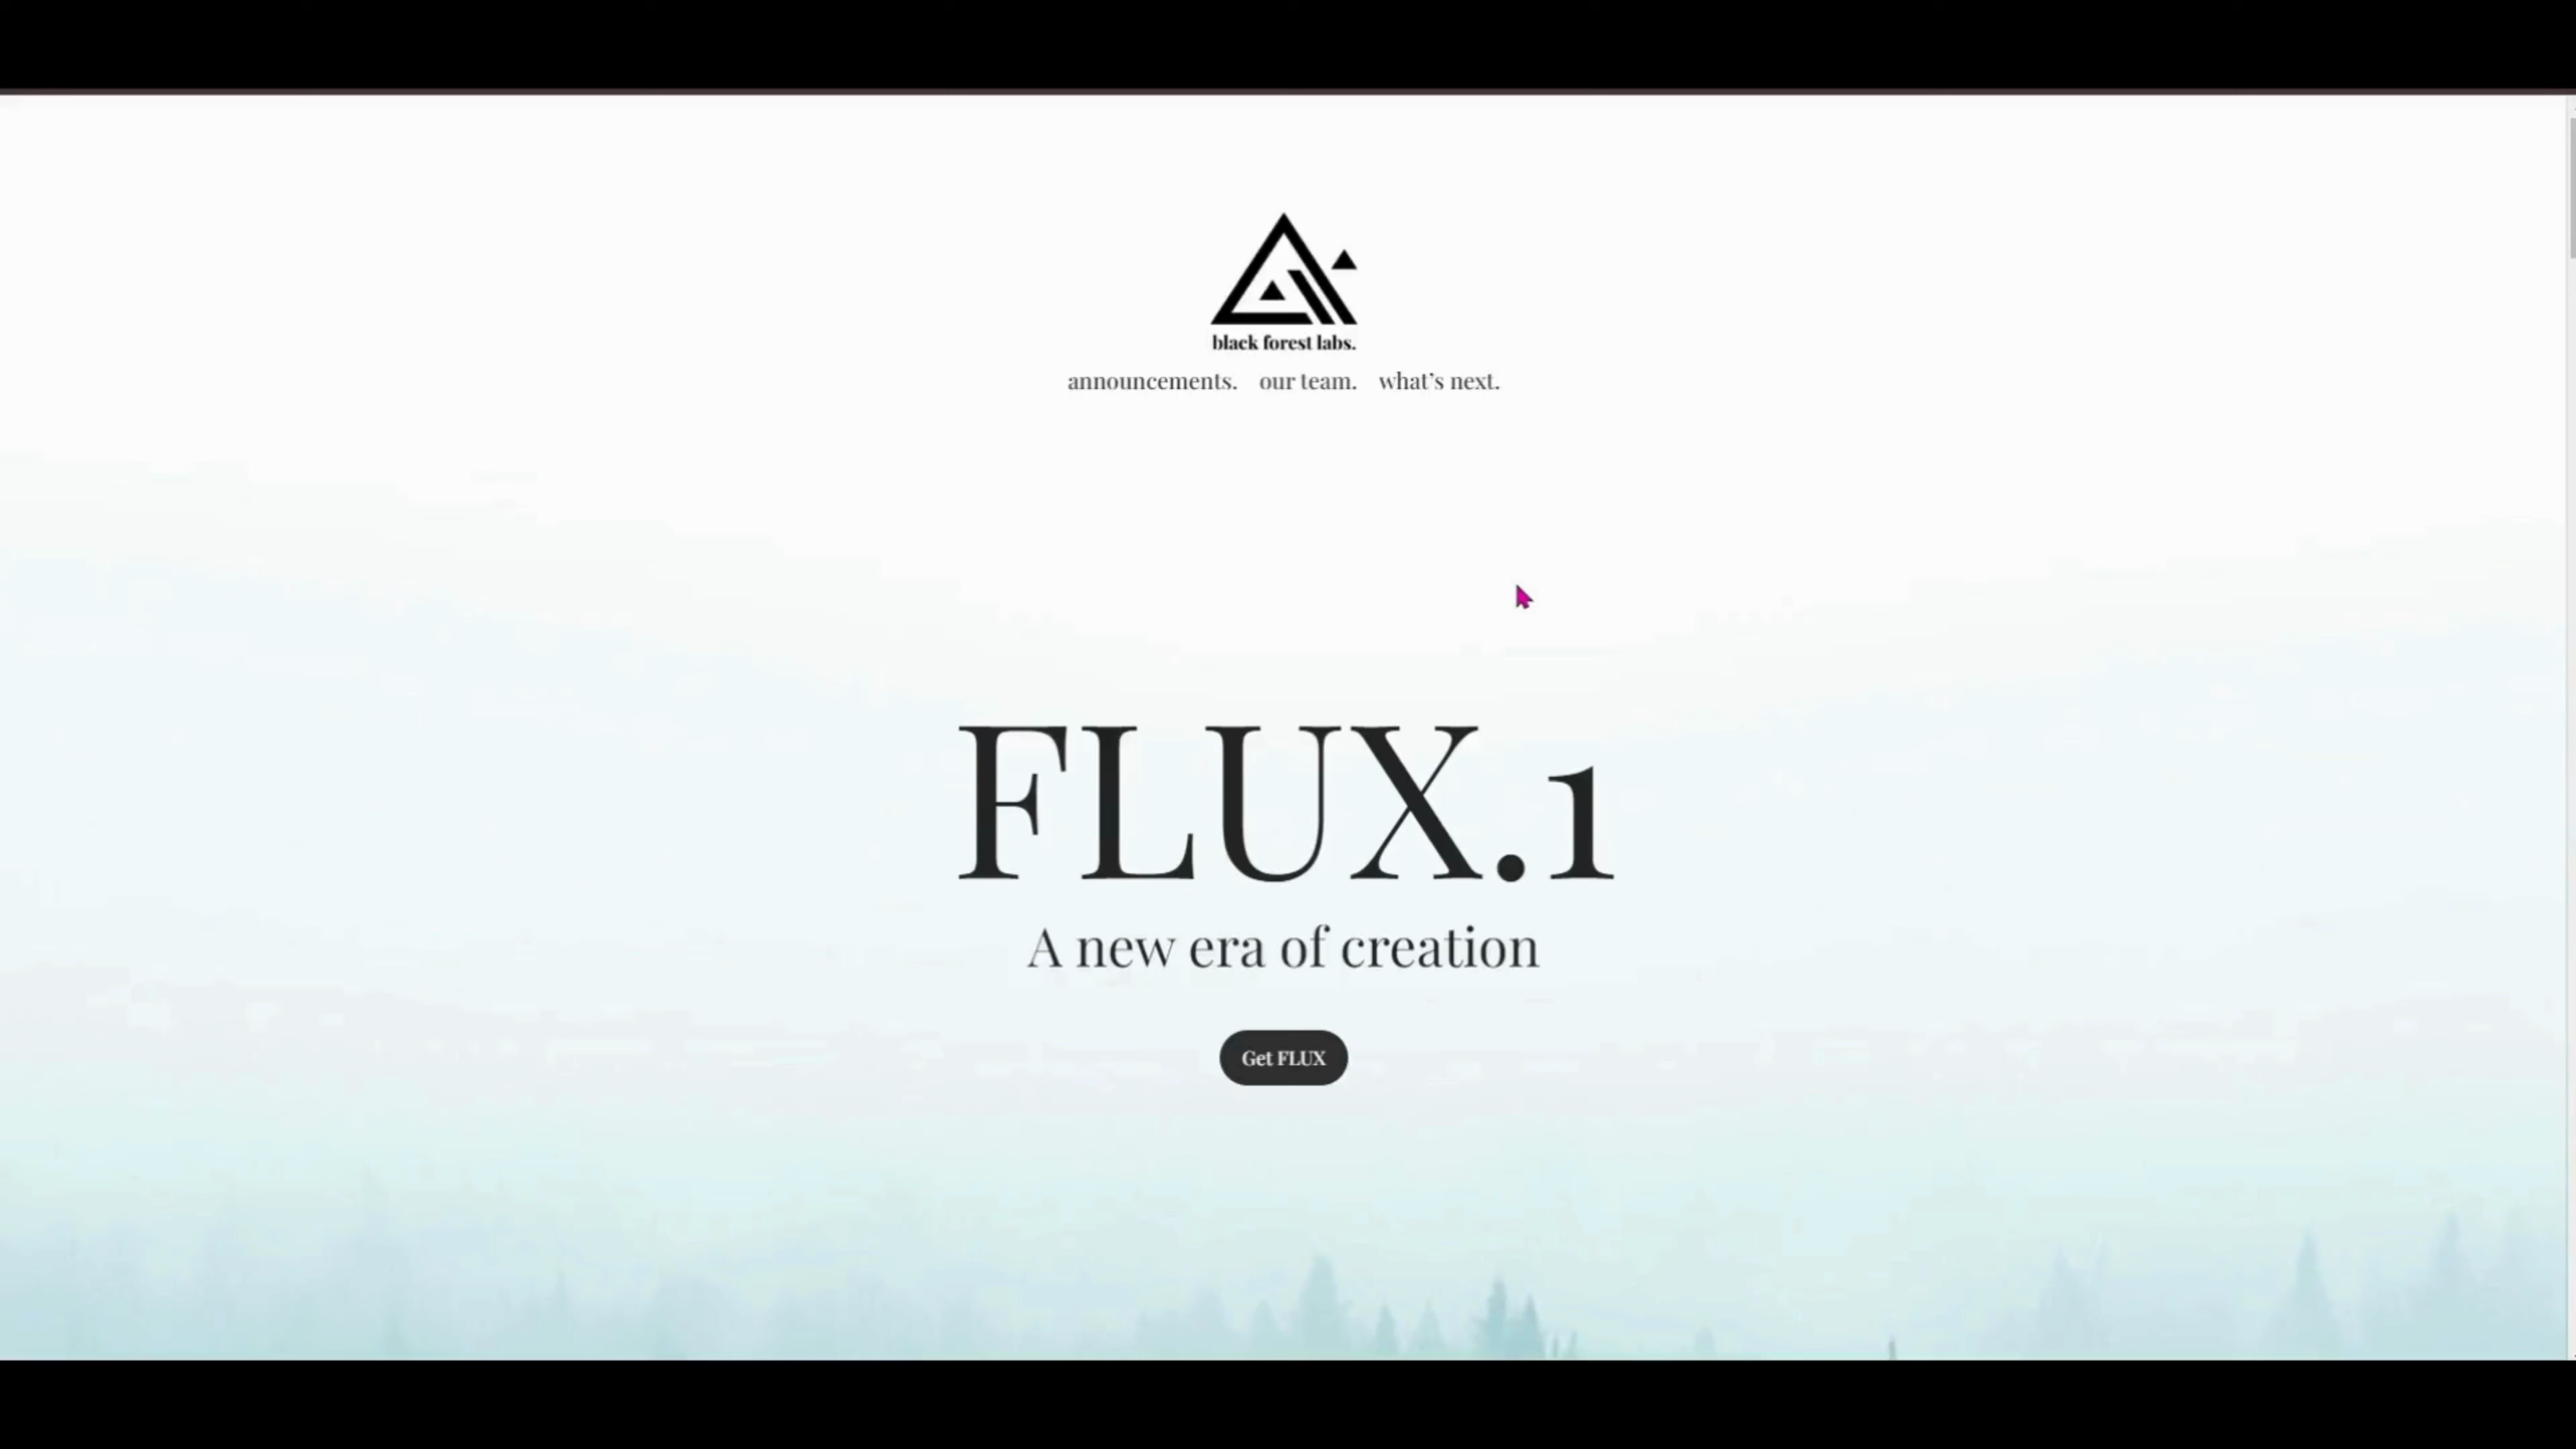 black forest labs.
announcements. our team. what's next.
FLUX.1
A new era of creation
Get FLUX